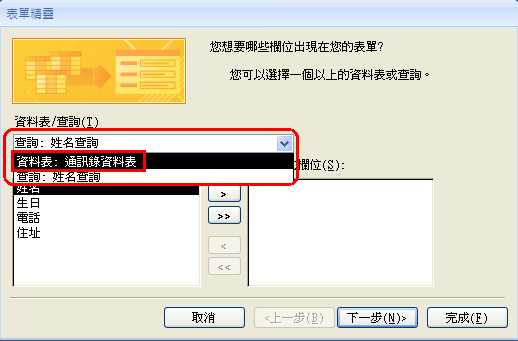 表單精靈
您想要哪些欄位出現在您的表單?
您可以選擇一個以上的資料表或查詢。
資料表/查詢(T)
查詢: 姓名查詢
資料表: 通訊錄資料表
查詢: 姓名查詢
欄位(S):
姓名
生日
電話
住址
>
>>
<
<<
取消
<上一步(B)
下一步(N)>
完成(F)